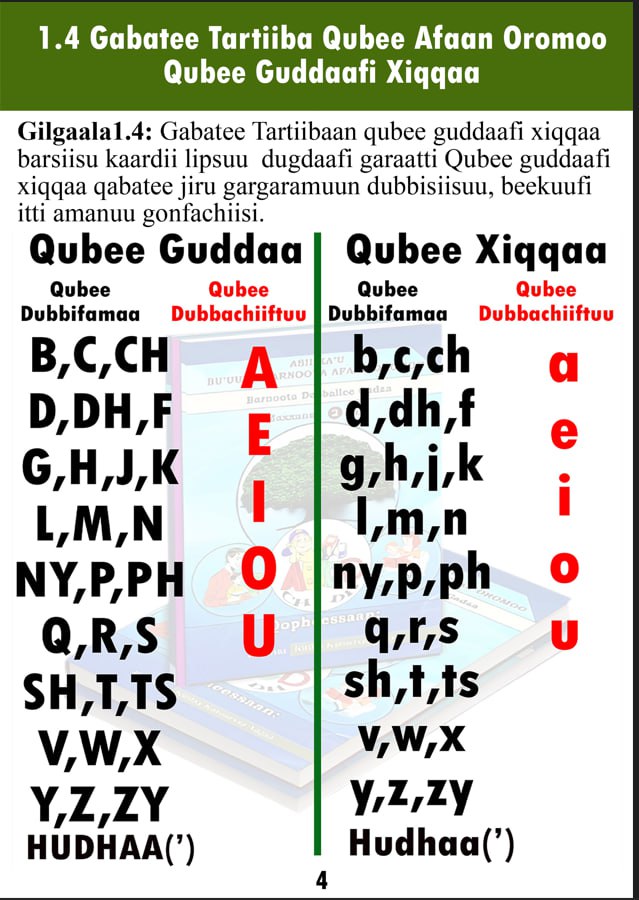 1.4 Gabatee Tartiiba Qubee Afaan Oromoo
Qubee Guddaafi Xiqqaa
Gilgaala1.4: Gabatee Tartiibaan qubee guddaafi xiqqaa
barsiisu kaardii lipsuu dugdaafi garaatti Qubee guddaafi
xiqqaa qabatee jiru gargaramuun dubbisiisuu, beekuufi
itti amanuu gonfachiisi.
Qubee Guddaa
Qubee Dubbifamaa
Qubee Dubbachiiftuu
B,C,CH
D,DH,F
G,H,J,K
L,M,N
NY,P,PH
Q,R,S
SH,T,TS
V,W,X
Y,Z,ZY
HUDHAA(’)
A
E
I
O
U
Qubee Xiqqaa
Qubee Dubbifamaa
Qubee Dubbachiiftuu
b,c,ch
d,dh,f
g,h,j,k
l,m,n
ny,p,ph
q,r,s
sh,t,ts
v,w,x
y,z,zy
Hudhaa(’)
a
e
i
o
u
4